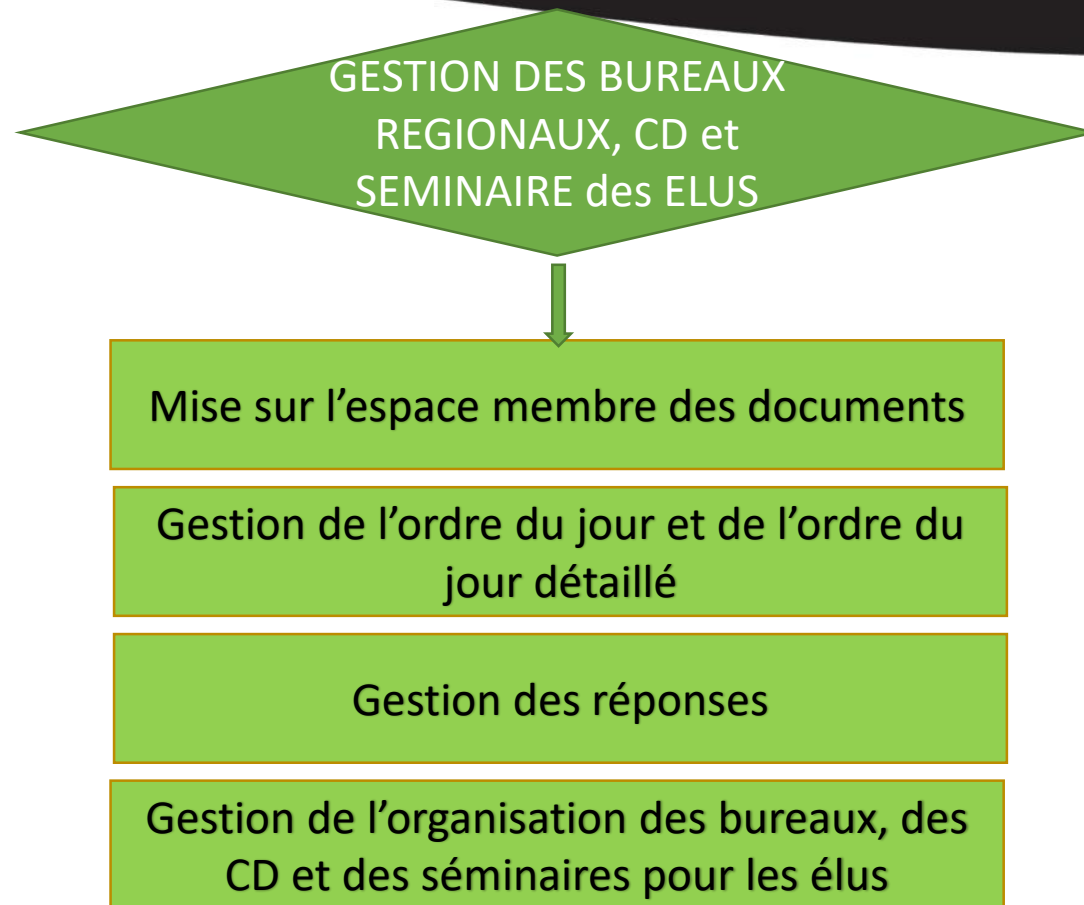 GESTION DES BUREAUX
REGIONAUX, CD et
SEMINAIRE des ELUS
Mise sur l’espace membre des documents
Gestion de l’ordre du jour et de l’ordre du
jour détaillé
Gestion des réponses
Gestion de l’organisation des bureaux, des
CD et des séminaires pour les élus